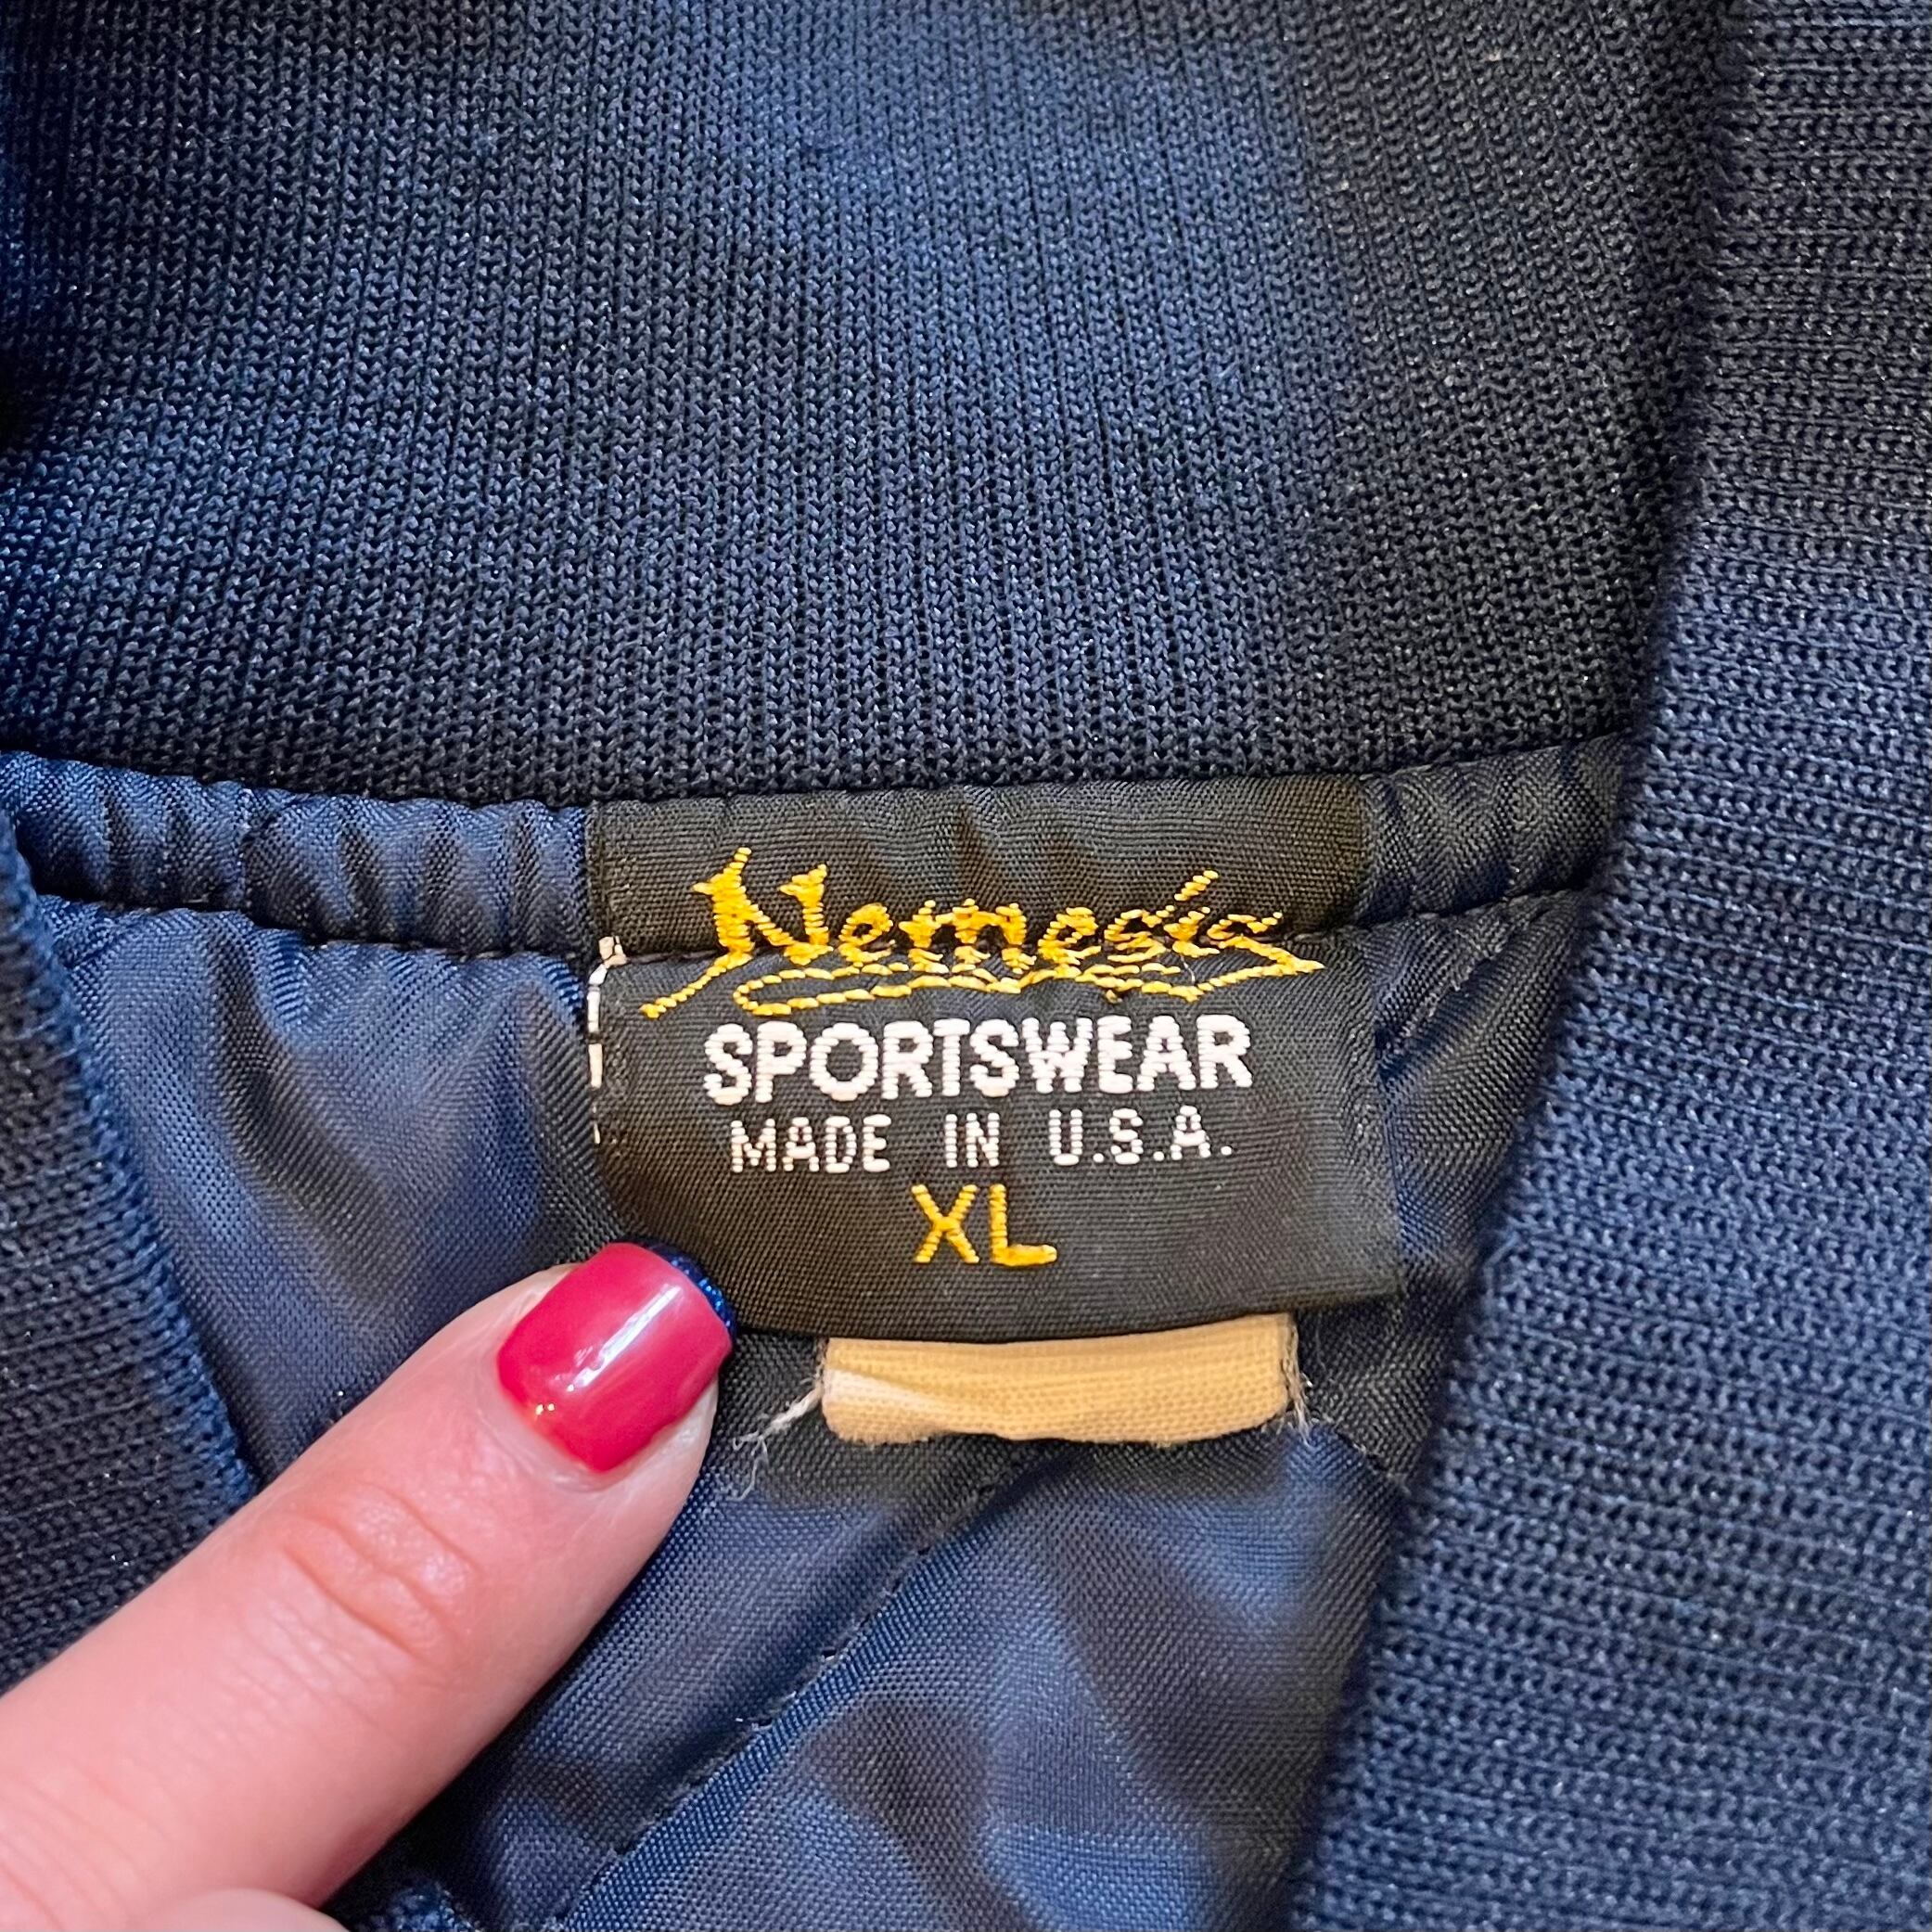 Nemesis
SPORTSWEAR
MADE IN U.S.A.
XL